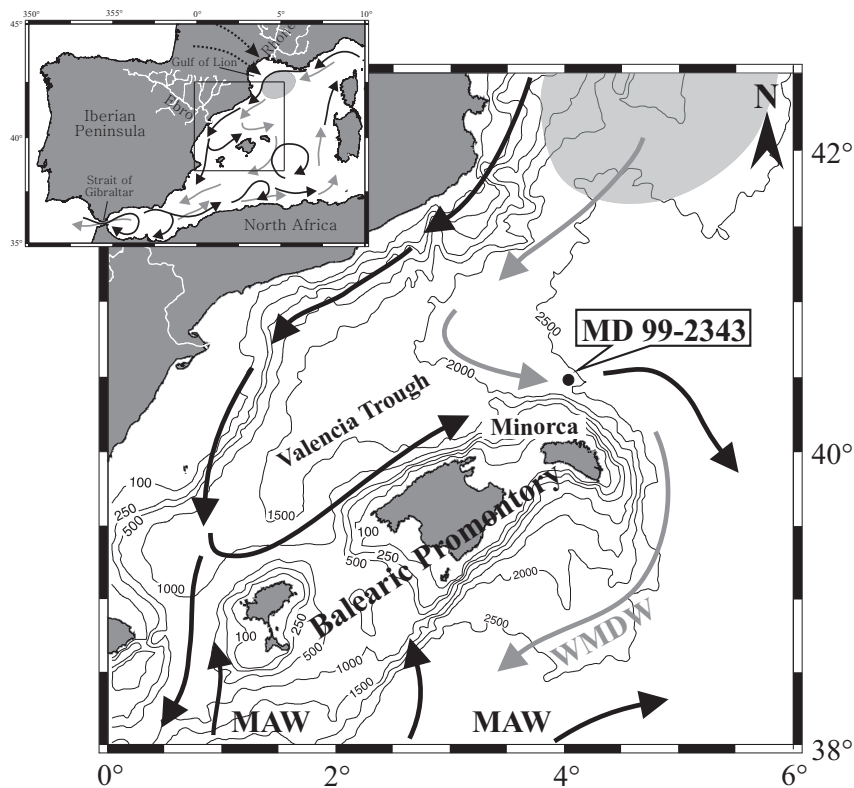 350°
355°
0°
5°
10°
45°
40°
35°
Rhone
Gulf of Lion
Ebro
Iberian
Peninsula
Strait of
Gibraltar
North Africa
N
42°
2500
MD 99-2343
2000
Valencia Trough
Minorca
40°
100
250
500
1500
100
250
500
Balearic Promontory
1000
2000
2500
WMDW
100
250
500
1000
1500
MAW
MAW
38°
0°
2°
4°
6°